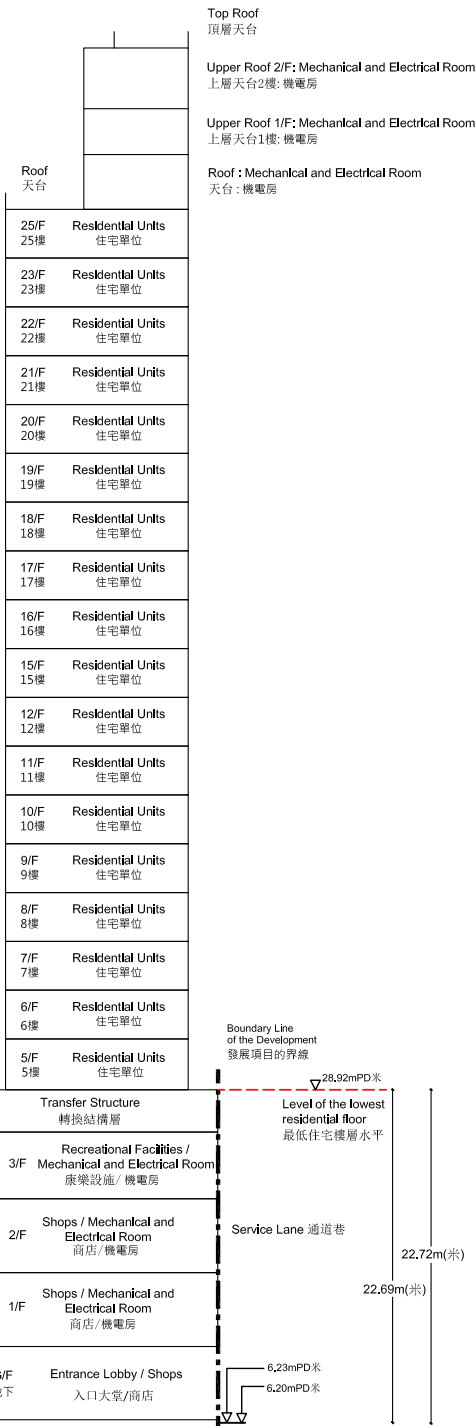 Top Roof
頂層天台
Upper Roof 2/F: Mechanical and Electrical Room
上層天台2樓: 機電房
Upper Roof 1/F: Mechanical and Electrical Room
上層天台1樓: 機電房
Roof
天台
Roof : Mechanical and Electrical Room
天台 : 機電房
25/F Residential Units
25樓 住宅單位
23/F Residential Units
23樓 住宅單位
22/F Residential Units
22樓 住宅單位
21/F Residential Units
21樓 住宅單位
20/F Residential Units
20樓 住宅單位
19/F Residential Units
19樓 住宅單位
18/F Residential Units
18樓 住宅單位
17/F Residential Units
17樓 住宅單位
16/F Residential Units
16樓 住宅單位
15/F Residential Units
15樓 住宅單位
12/F Residential Units
12樓 住宅單位
11/F Residential Units
11樓 住宅單位
10/F Residential Units
10樓 住宅單位
9/F Residential Units
9樓 住宅單位
8/F Residential Units
8樓 住宅單位
7/F Residential Units
7樓 住宅單位
6/F Residential Units
6樓 住宅單位
5/F Residential Units
5樓 住宅單位
Boundary Line
of the Development
發展項目的界線
28.92mPD米
Transfer Structure
轉換結構層
Level of the lowest
residential floor
最低住宅樓層水平
3/F Recreational Facilities /
Mechanical and Electrical Room
康樂設施/ 機電房
2/F Shops / Mechanical and
Electrical Room
商店/機電房
Service Lane 通道巷
22.72m(米)
22.69m(米)
1/F Shops / Mechanical and
Electrical Room
商店/機電房
/F Entrance Lobby / Shops
下 入口大堂/商店
6.23mPD米
6.20mPD米